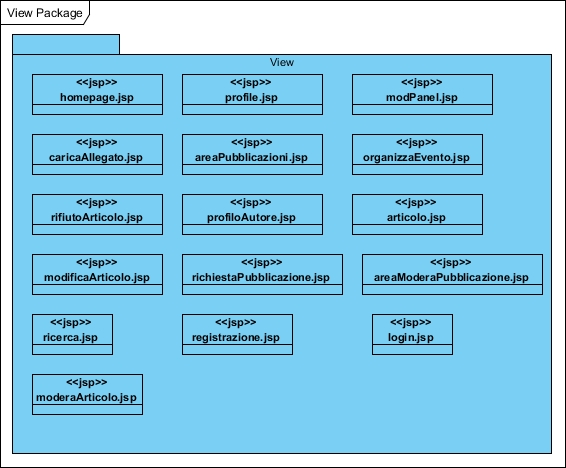 View Package
View
<<jsp>>
homepage.jsp
<<jsp>>
profile.jsp
<<jsp>>
modPanel.jsp
<<jsp>>
caricaAllegato.jsp
<<jsp>>
areaPubblicazioni.jsp
<<jsp>>
organizzaEvento.jsp
<<jsp>>
rifiutoArticolo.jsp
<<jsp>>
profiloAutore.jsp
<<jsp>>
articolo.jsp
<<jsp>>
modificaArticolo.jsp
<<jsp>>
richiestaPubblicazione.jsp
<<jsp>>
areaModeraPubblicazione.jsp
<<jsp>>
ricerca.jsp
<<jsp>>
registrazione.jsp
<<jsp>>
login.jsp
<<jsp>>
moderaArticolo.jsp